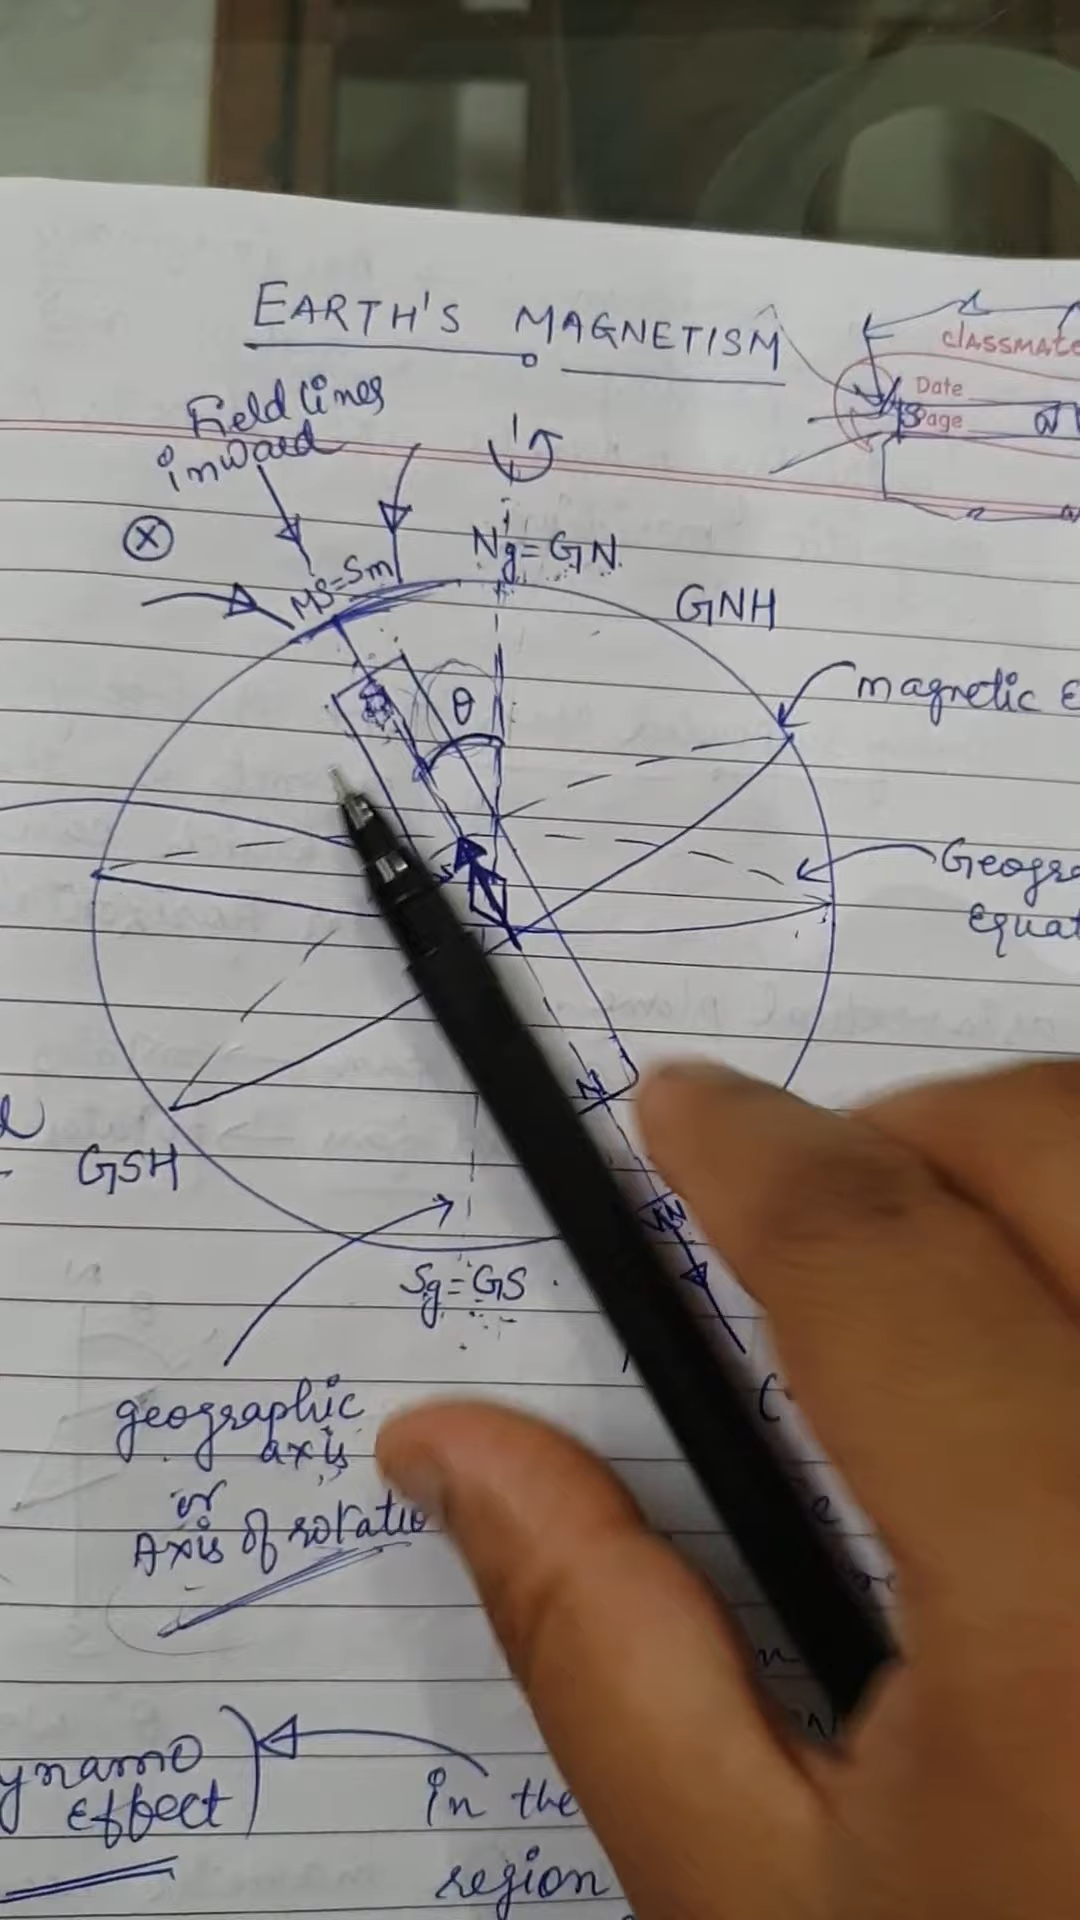 EARTH'S MAGNETISM
classmate
Date
Page
Field lines
inward
X
MS=Sm
Ng=GN
GNH
θ
magnetic E
Geogra
Equat
S
N
GSH
Sg=GS
geographic
axis
or
Axis of rotatio
ynamo
Effect
in the
region